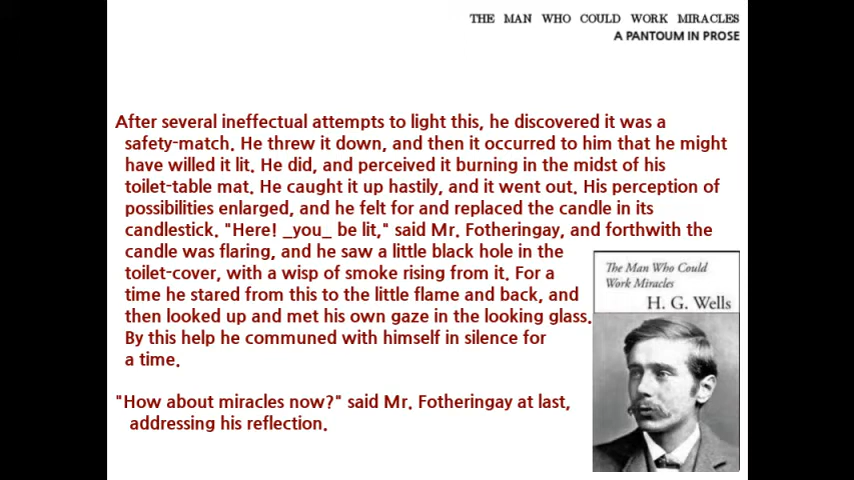 THE MAN WHO COULD WORK MIRACLES
A PANTOUM IN PROSE
After several ineffectual attempts to light this, he discovered it was a
safety-match. He threw it down, and then it occurred to him that he might
have willed it lit. He did, and perceived it burning in the midst of his
toilet-table mat. He caught it up hastily, and it went out. His perception of
possibilities enlarged, and he felt for and replaced the candle in its
candlestick. "Here! _you_ be lit," said Mr. Fotheringay, and forthwith the
candle was flaring, and he saw a little black hole in the
toilet-cover, with a wisp of smoke rising from it. For a
time he stared from this to the little flame and back, and
then looked up and met his own gaze in the looking glass.
By this help he communed with himself in silence for
a time.
"How about miracles now?" said Mr. Fotheringay at last,
addressing his reflection.
The Man Who Could
Work Miracles
H. G. Wells